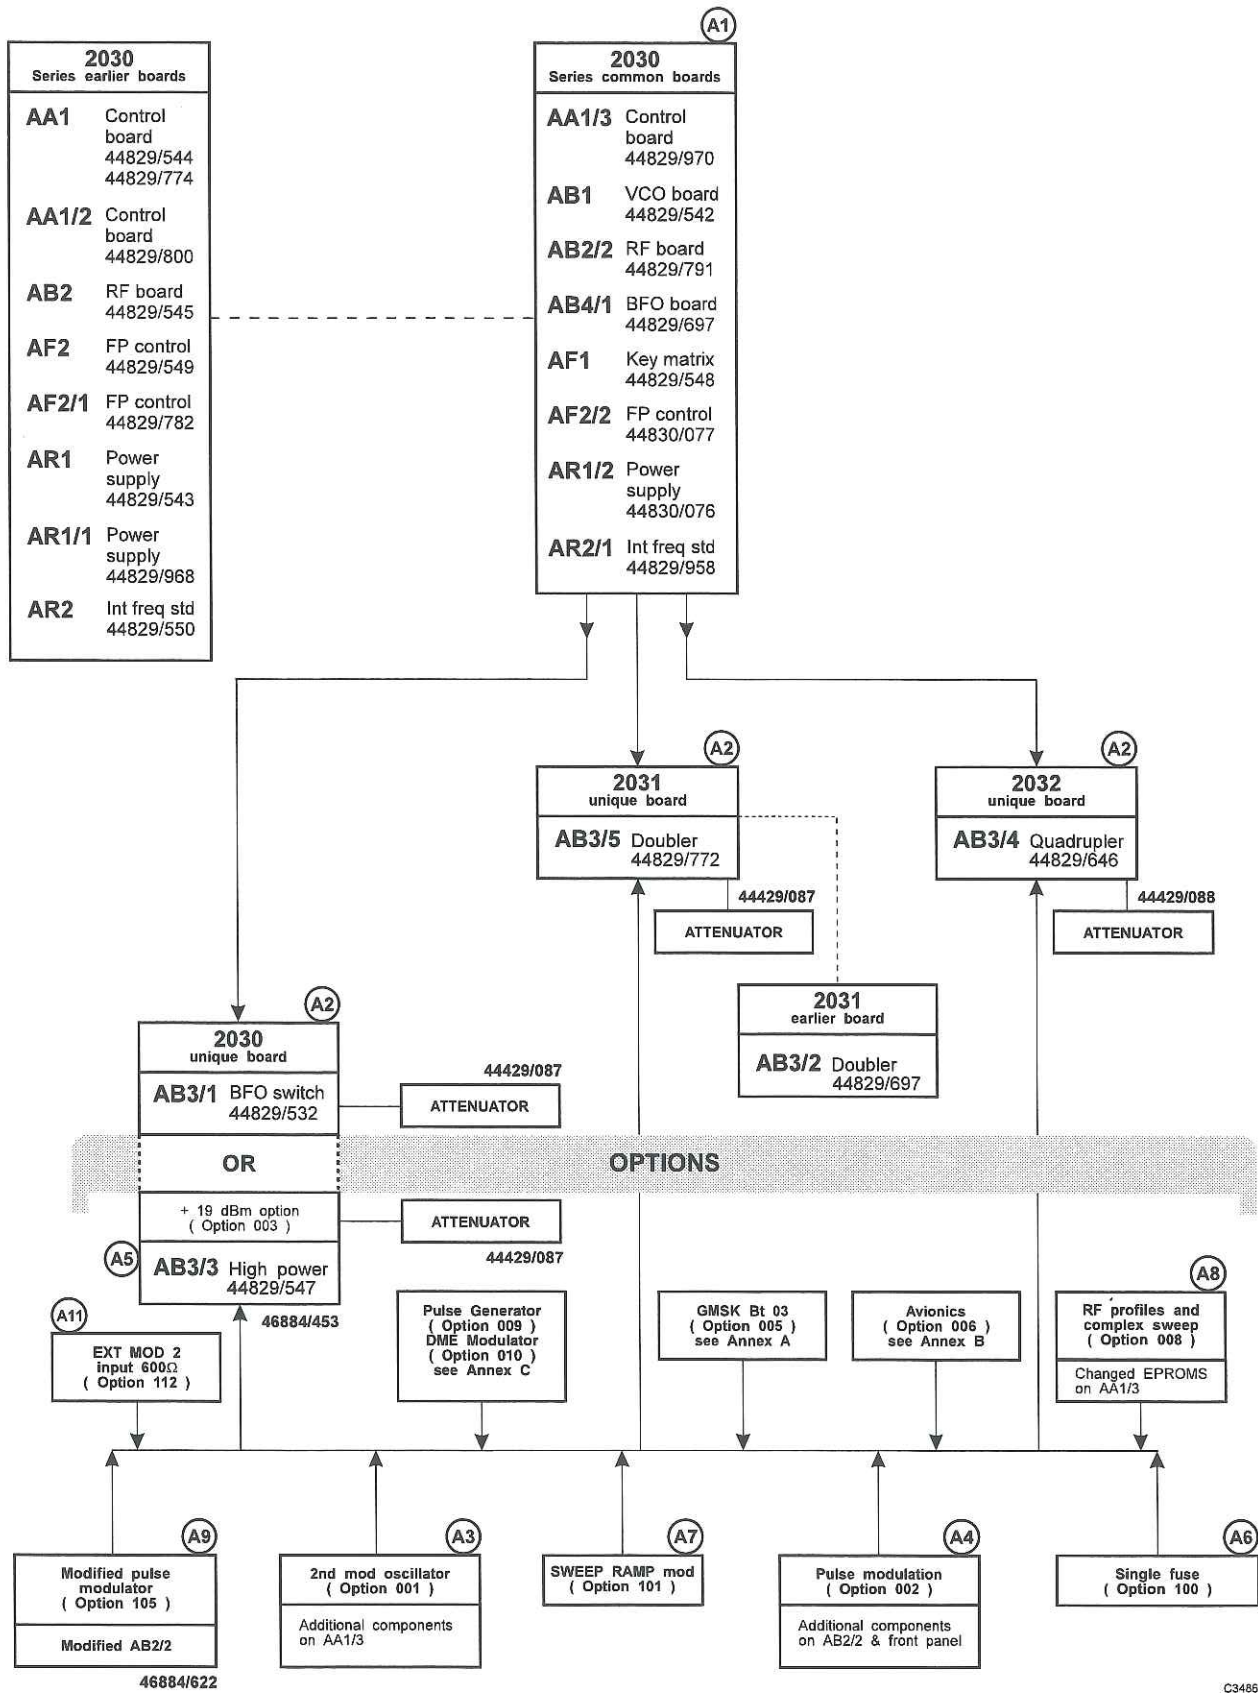 2030
Series earlier boards
AA1 Control
board
44829/544
44829/774
AA1/2 Control
board
44829/800
AB2 RF board
44829/545
AF2 FP control
44829/549
AF2/1 FP control
44829/782
AR1 Power
supply
44829/543
AR1/1 Power
supply
44829/968
AR2 Int freq std
44829/550
A1
2030
Series common boards
AA1/3 Control
board
44829/970
AB1 VCO board
44829/542
AB2/2 RF board
44829/791
AB4/1 BFO board
44829/697
AF1 Key matrix
44829/548
AF2/2 FP control
44830/077
AR1/2 Power
supply
44830/076
AR2/1 Int freq std
44829/958
A2
2031
unique board
AB3/5 Doubler
44829/772
44429/087
ATTENUATOR
A2
2032
unique board
AB3/4 Quadrupler
44829/646
44429/088
ATTENUATOR
2031
earlier board
AB3/2 Doubler
44829/697
A2
2030
unique board
AB3/1 BFO switch
44829/532
44429/087
ATTENUATOR
OR
OPTIONS
+ 19 dBm option
( Option 003 )
A5
AB3/3 High power
44829/547
46884/453
ATTENUATOR
44429/087
A11
EXT MOD 2
input 600Ω
( Option 112 )
Pulse Generator
( Option 009 )
DME Modulator
( Option 010 )
see Annex C
GMSK Bt 03
( Option 005 )
see Annex A
Avionics
( Option 006 )
see Annex B
A8
RF profiles and
complex sweep
( Option 008 )
Changed EPROMS
on AA1/3
A9
Modified pulse
modulator
( Option 105 )
Modified AB2/2
46884/622
A3
2nd mod oscillator
( Option 001 )
Additional components
on AA1/3
A7
SWEEP RAMP mod
( Option 101 )
A4
Pulse modulation
( Option 002 )
Additional components
on AB2/2 & front panel
A6
Single fuse
( Option 100 )
C3488